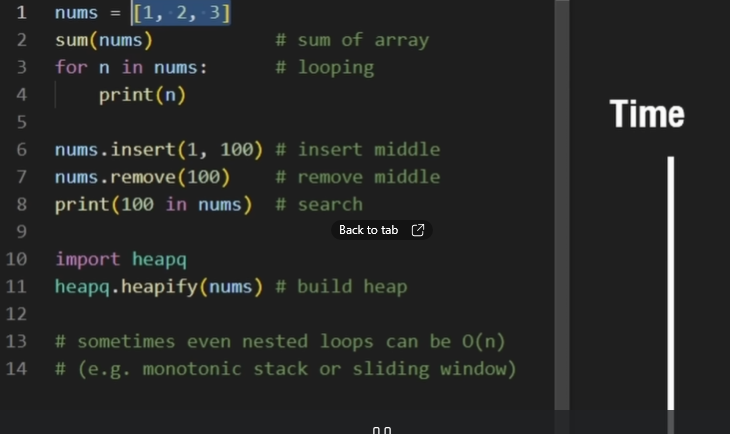 1 nums = [1, 2, 3]
2 sum(nums) # sum of array
3 for n in nums: # looping
4 print(n)
5
6 nums.insert(1, 100) # insert middle
7 nums.remove(100) # remove middle
8 print(100 in nums) # search
9
10 import heapq
11 heapq.heapify(nums) # build heap
12
13 # sometimes even nested loops can be O(n)
14 # (e.g. monotonic stack or sliding window)
Back to tab
Time